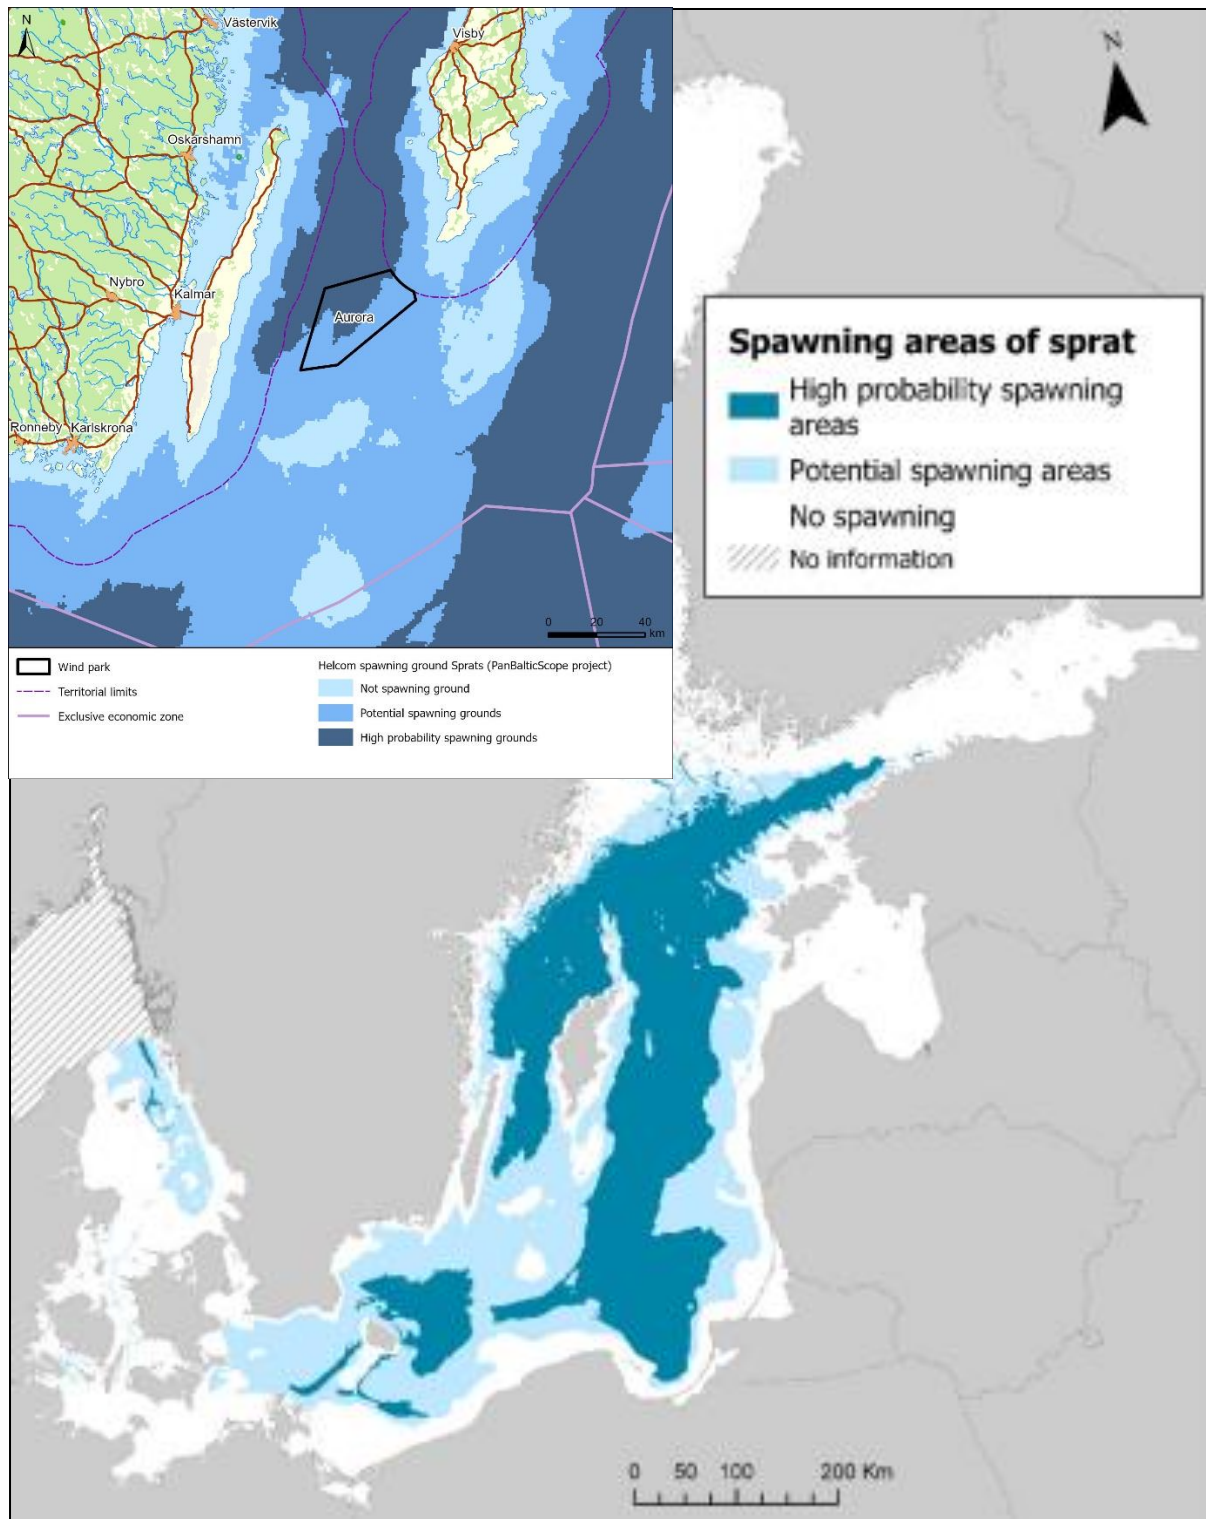 N
Västervik
Visby
Oskarshamn
Nybro
Kalmar
Aurora
Ronneby
Karlskrona
0 20 40
km
Wind park
Territorial limits
Exclusive economic zone
Helcom spawning ground Sprats (PanBalticScope project)
Not spawning ground
Potential spawning grounds
High probability spawning grounds
N
Spawning areas of sprat
High probability spawning
areas
Potential spawning areas
No spawning
No information
0 50 100 200 Km